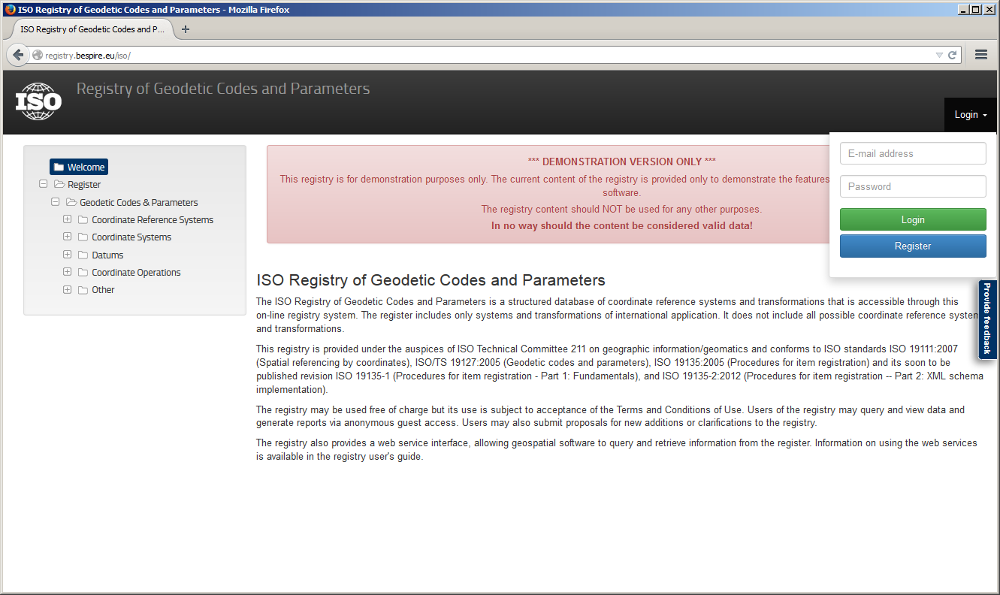 ISO Registry of Geodetic Codes and Parameters - Mozilla Firefox
ISO Registry of Geodetic Codes and P...
registry.bespire.eu/iso/
ISO
Registry of Geodetic Codes and Parameters
Login
E-mail address
Password
Login
Register
Welcome
Register
Geodetic Codes & Parameters
Coordinate Reference Systems
Coordinate Systems
Datums
Coordinate Operations
Other
*** DEMONSTRATION VERSION ONLY ***
This registry is for demonstration purposes only. The current content of the registry is provided only to demonstrate the features
software.
The registry content should NOT be used for any other purposes.
In no way should the content be considered valid data!
Provide feedback
ISO Registry of Geodetic Codes and Parameters
The ISO Registry of Geodetic Codes and Parameters is a structured database of coordinate reference systems and transformations that is accessible through this
on-line registry system. The register includes only systems and transformations of international application. It does not include all possible coordinate reference
and transformations.
This registry is provided under the auspices of ISO Technical Committee 211 on geographic information/geomatics and conforms to ISO standards ISO 19111:2007
(Spatial referencing by coordinates), ISO/TS 19127:2005 (Geodetic codes and parameters), ISO 19135:2005 (Procedures for item registration) and its soon to be
published revision ISO 19135-1 (Procedures for item registration - Part 1: Fundamentals), and ISO 19135-2:2012 (Procedures for item registration -- Part 2: XML schema
implementation).
The registry may be used free of charge but its use is subject to acceptance of the Terms and Conditions of Use. Users of the registry may query and view data and
generate reports via anonymous guest access. Users may also submit proposals for new additions or clarifications to the registry.
The registry also provides a web service interface, allowing geospatial software to query and retrieve information from the register. Information on using the web services
is available in the registry user's guide.